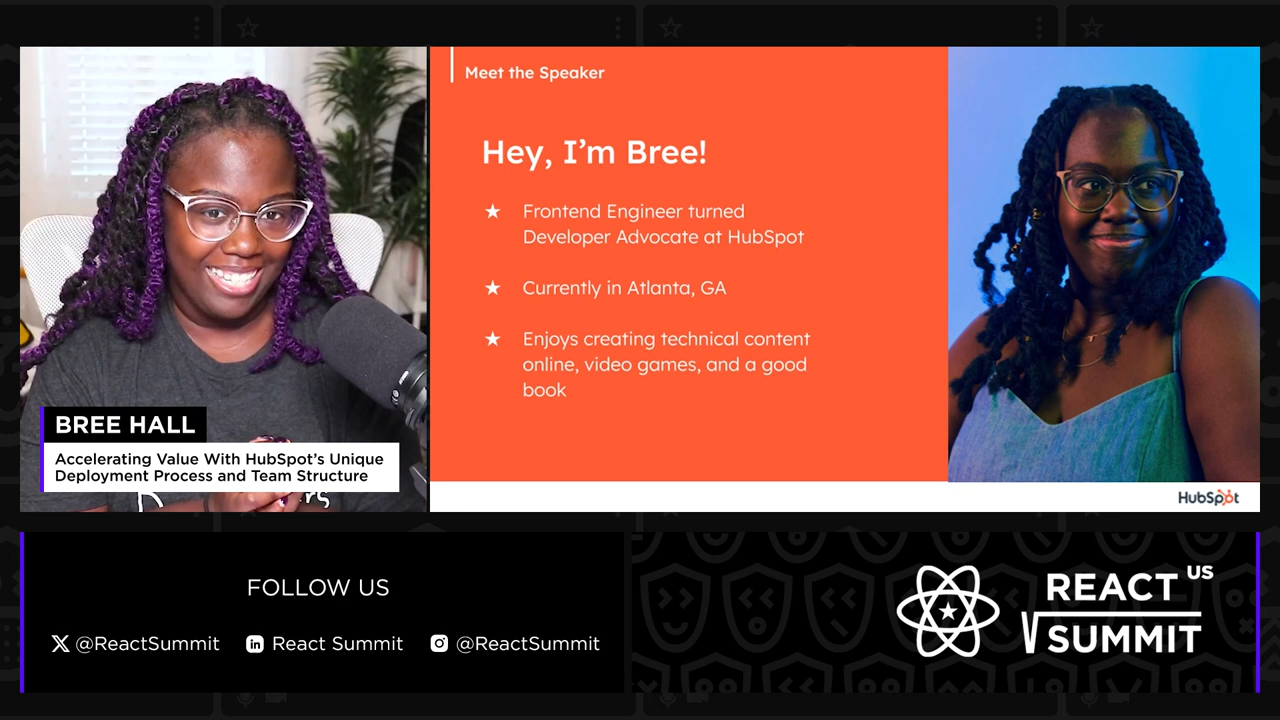 Meet the Speaker
Hey, I’m Bree!
★ Frontend Engineer turned
Developer Advocate at HubSpot
★ Currently in Atlanta, GA
★ Enjoys creating technical content
online, video games, and a good
book
HubSpot
BREE HALL
Accelerating Value With HubSpot’s Unique
Deployment Process and Team Structure
FOLLOW US
@ReactSummit
React Summit
@ReactSummit
REACT US
SUMMIT